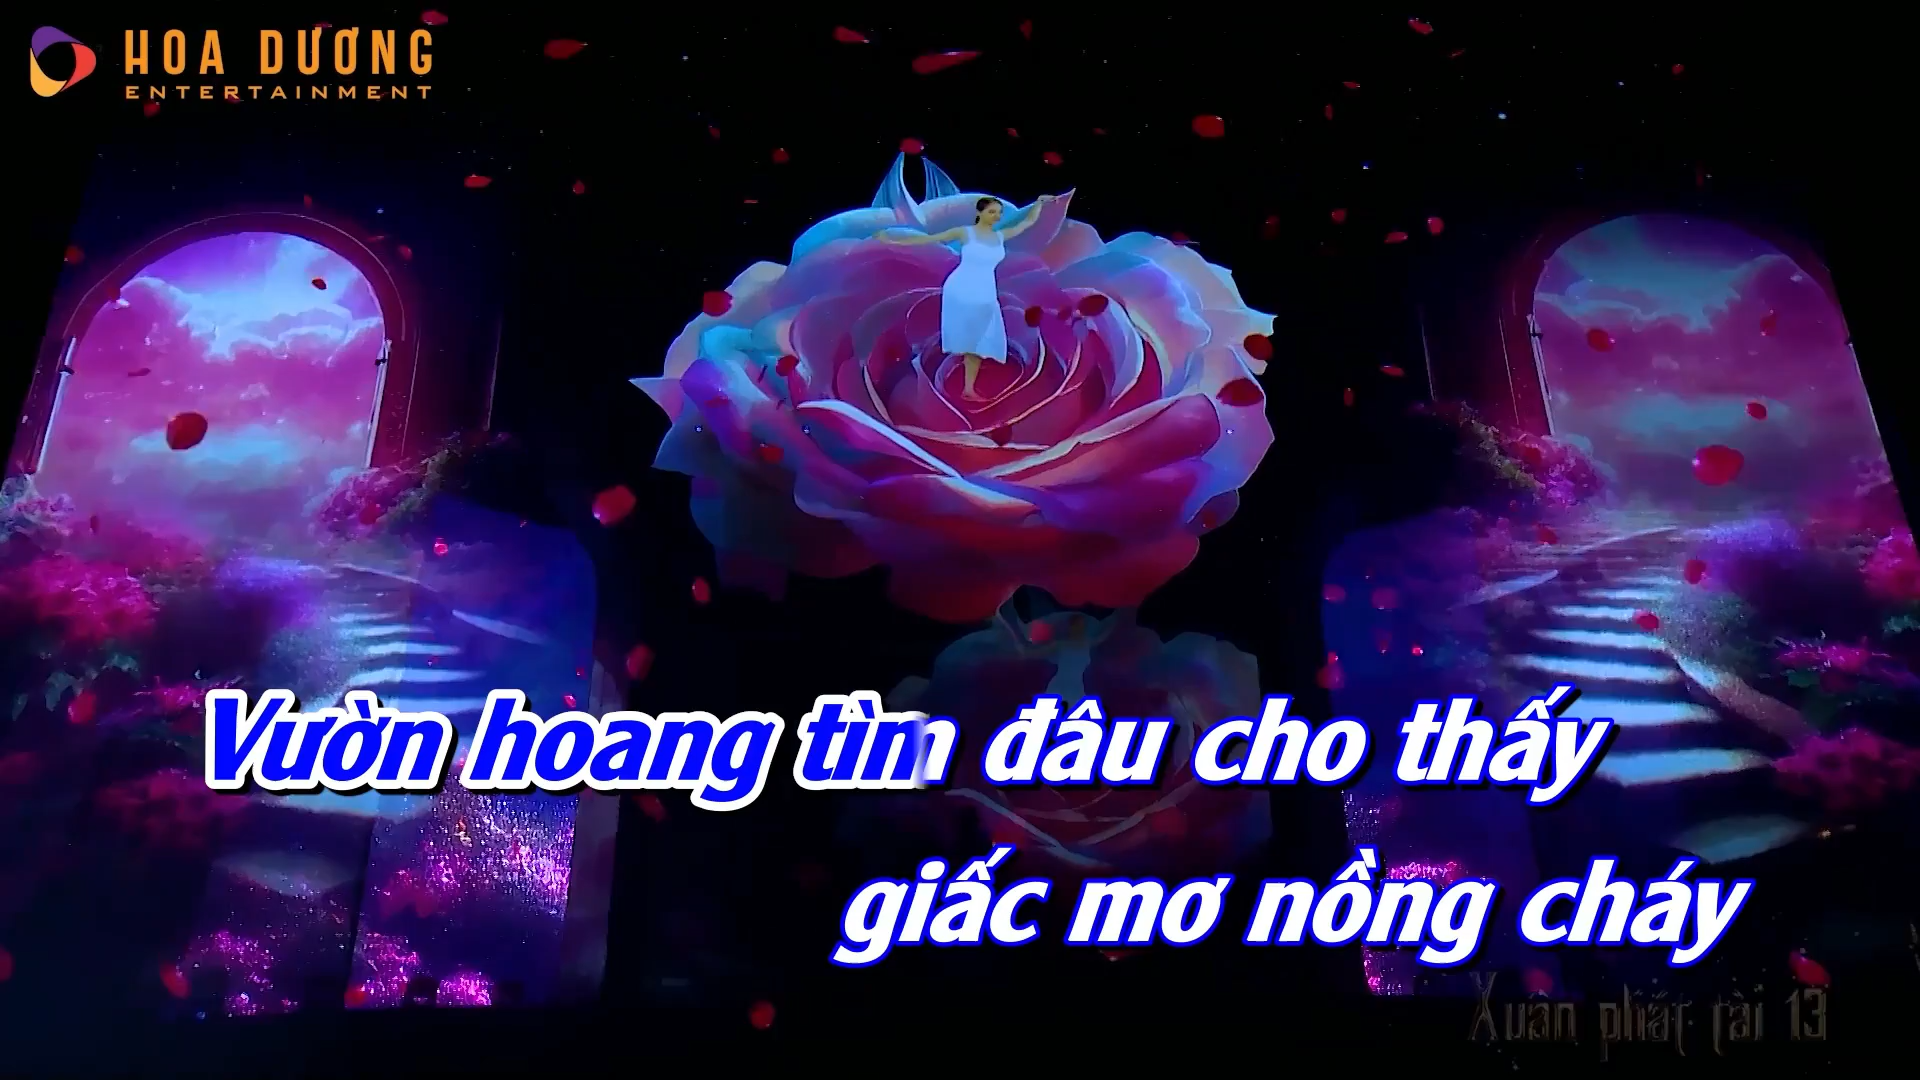 HOA DƯƠNG
ENTERTAINMENT
Vườn hoang tìm đâu cho thấy
giấc mơ nồng cháy
Xuân phát tài 13